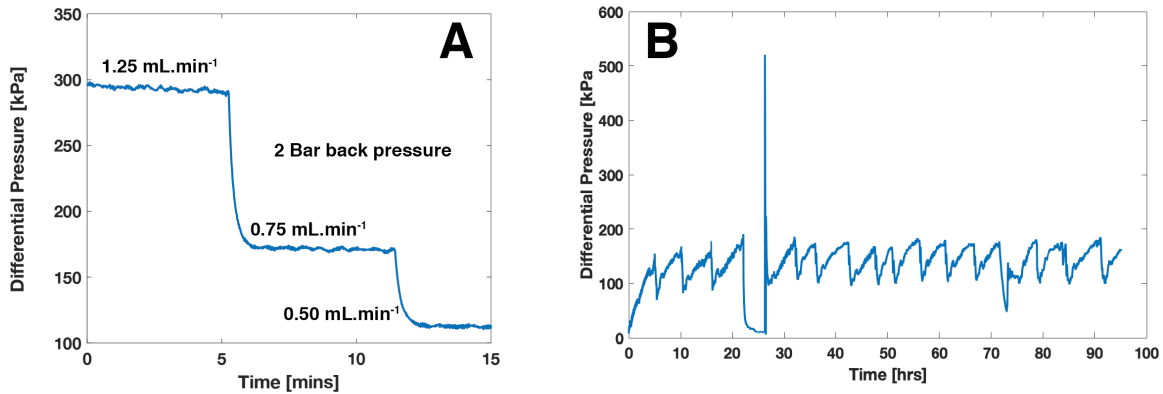 A
350
300
250
200
150
100
Differential Pressure [kPa]
1.25 mL.min⁻¹
2 Bar back pressure
0.75 mL.min⁻¹
0.50 mL.min⁻¹
0 5 10 15
Time [mins]
B
600
500
400
300
200
100
0
Differential Pressure [kPa
0 10 20 30 40 50 60 70 80 90 100
Time [hrs]